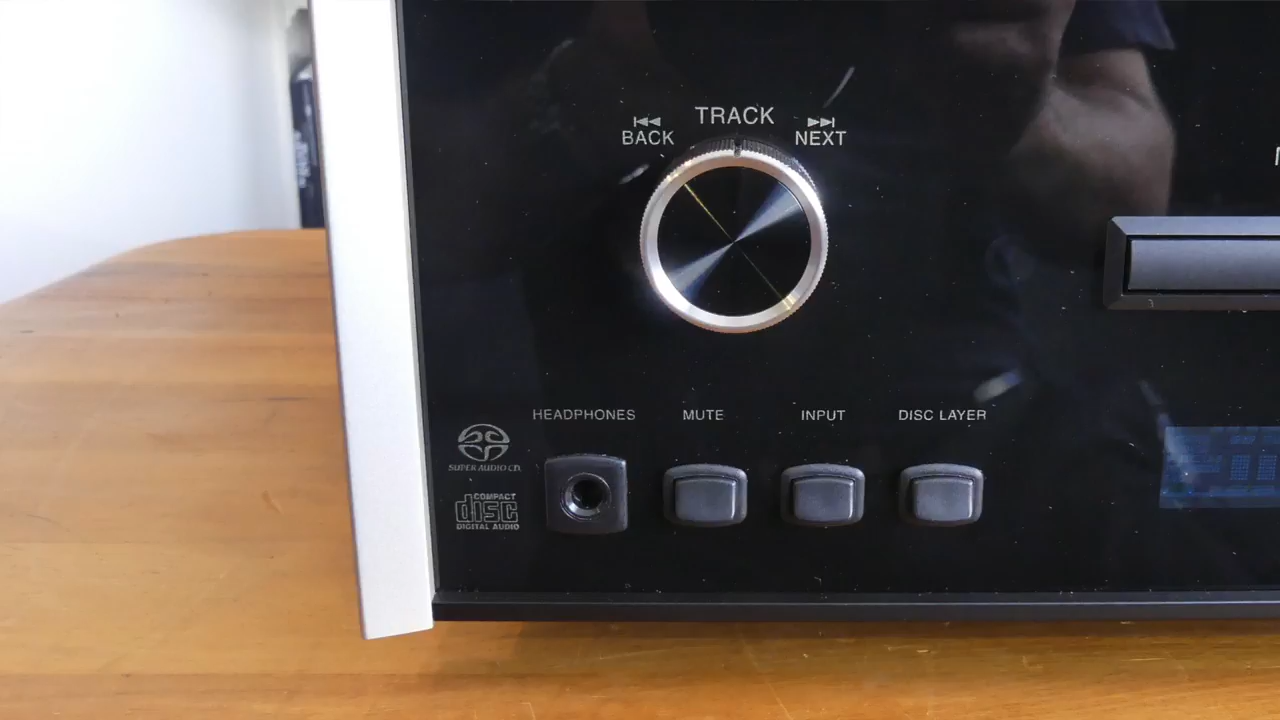 TRACK
BACK
NEXT
HEADPHONES
MUTE
INPUT
DISC LAYER
SUPER AUDIO CD
COMPACT
disc
DIGITAL AUDIO